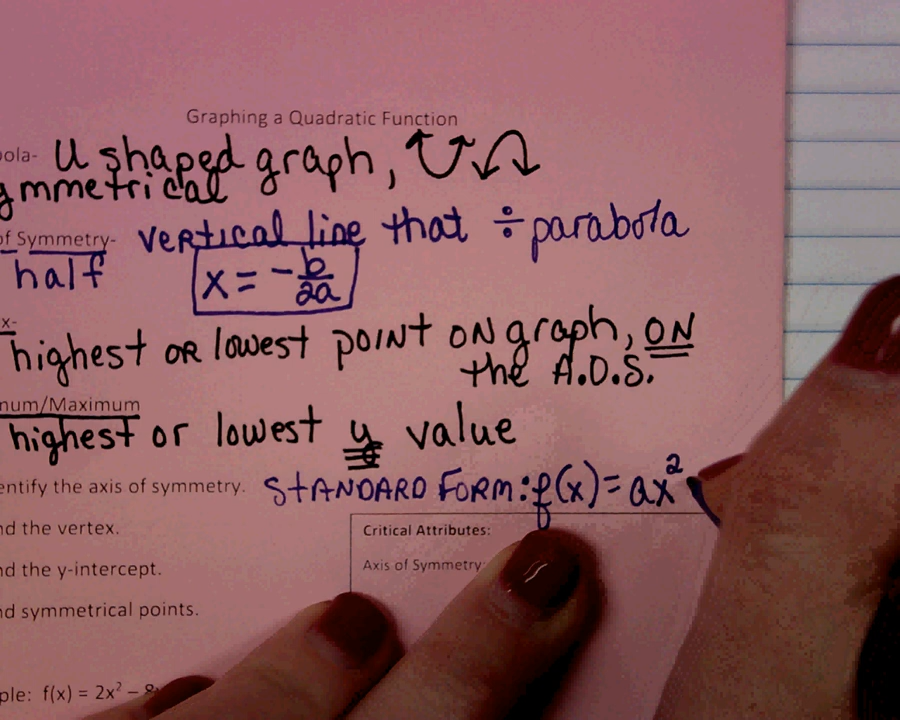 Graphing a Quadratic Function
ola- U shaped graph,
ymmetrical
of Symmetry- vertical line that ÷ parabola
half x = -b/2a
x-
highest OR lowest point ON graph, ON
the A.O.S.
num/Maximum
highest or lowest y value
entify the axis of symmetry. STANDARD FORM: f(x) = ax²
nd the vertex.
Critical Attributes:
nd the y-intercept.
Axis of Symmetry:
nd symmetrical points.
ple: f(x) = 2x² – 8